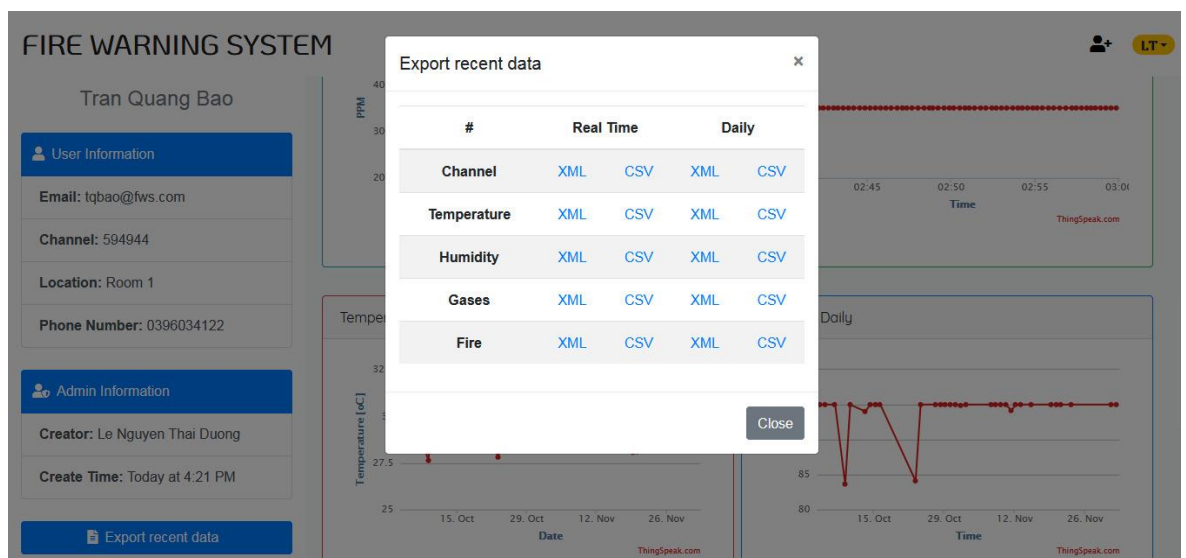 FIRE WARNING SYSTEM
LT
Tran Quang Bao
User Information
Email: tqbao@fws.com
Channel: 594944
Location: Room 1
Phone Number: 0396034122
Admin Information
Creator: Le Nguyen Thai Duong
Create Time: Today at 4:21 PM
Export recent data
Export recent data ×
# Real Time Daily
Channel XML CSV XML CSV
Temperature XML CSV XML CSV
Humidity XML CSV XML CSV
Gases XML CSV XML CSV
Fire XML CSV XML CSV
Close
PPM
40
30
20
02:45 02:50 02:55
Time
ThingSpeak.com
Daily
Temperature [oC]
32
27.5
25
15. Oct 29. Oct 12. Nov 26. Nov
Date
ThingSpeak.com
85
80
15. Oct 29. Oct 12. Nov 26. Nov
Time
ThingSpeak.com